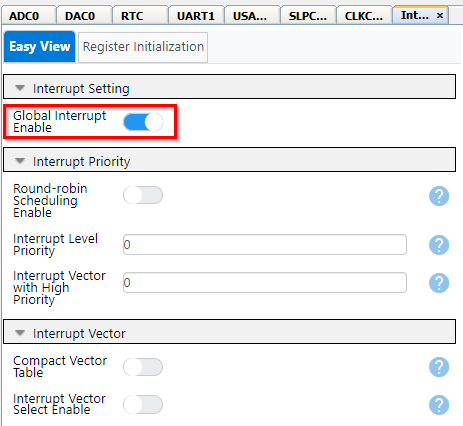 ADC0 DAC0 RTC UART1 USA... SLPC... CLKC... Int... ×
Easy View Register Initialization
Interrupt Setting
Global Interrupt
Enable
Interrupt Priority
Round-robin
Scheduling
Enable
?
Interrupt Level
Priority
0
?
Interrupt Vector
with High
Priority
0
?
Interrupt Vector
Compact Vector
Table
?
Interrupt Vector
Select Enable
?